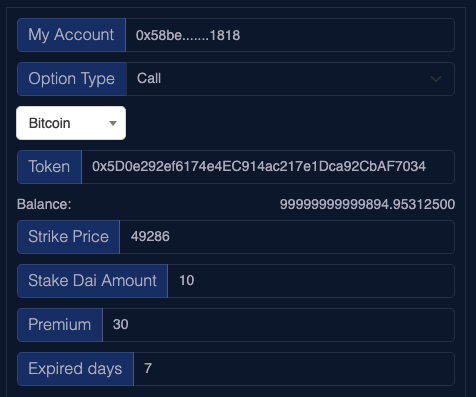 My Account 0x58be.......1818
Option Type Call
Bitcoin
Token 0x5D0e292ef6174e4EC914ac217e1Dca92CbAF7034
Balance: 99999999999894.95312500
Strike Price 49286
Stake Dai Amount 10
Premium 30
Expired days 7